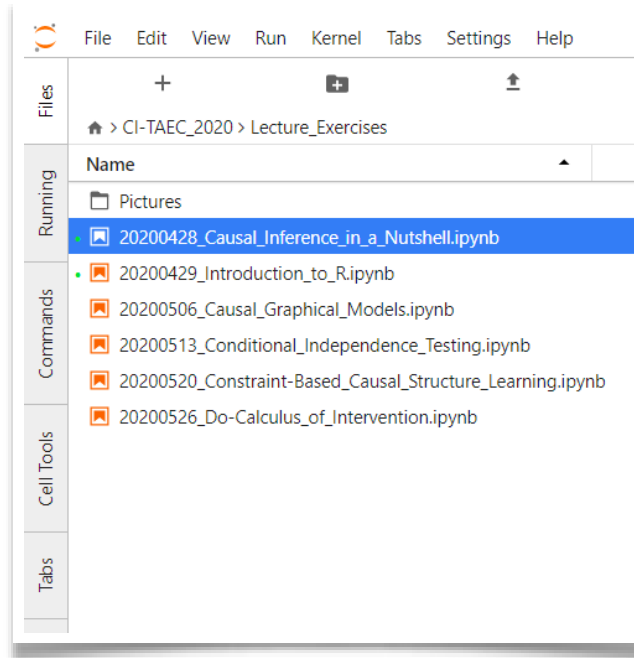 File Edit View Run Kernel Tabs Settings Help
Files
Running
Commands
Cell Tools
Tabs
> CI-TAEC_2020 > Lecture_Exercises
Name
Pictures
20200428_Causal_Inference_in_a_Nutshell.ipynb
20200429_Introduction_to_R.ipynb
20200506_Causal_Graphical_Models.ipynb
20200513_Conditional_Independence_Testing.ipynb
20200520_Constraint-Based_Causal_Structure_Learning.ipynb
20200526_Do-Calculus_of_Intervention.ipynb